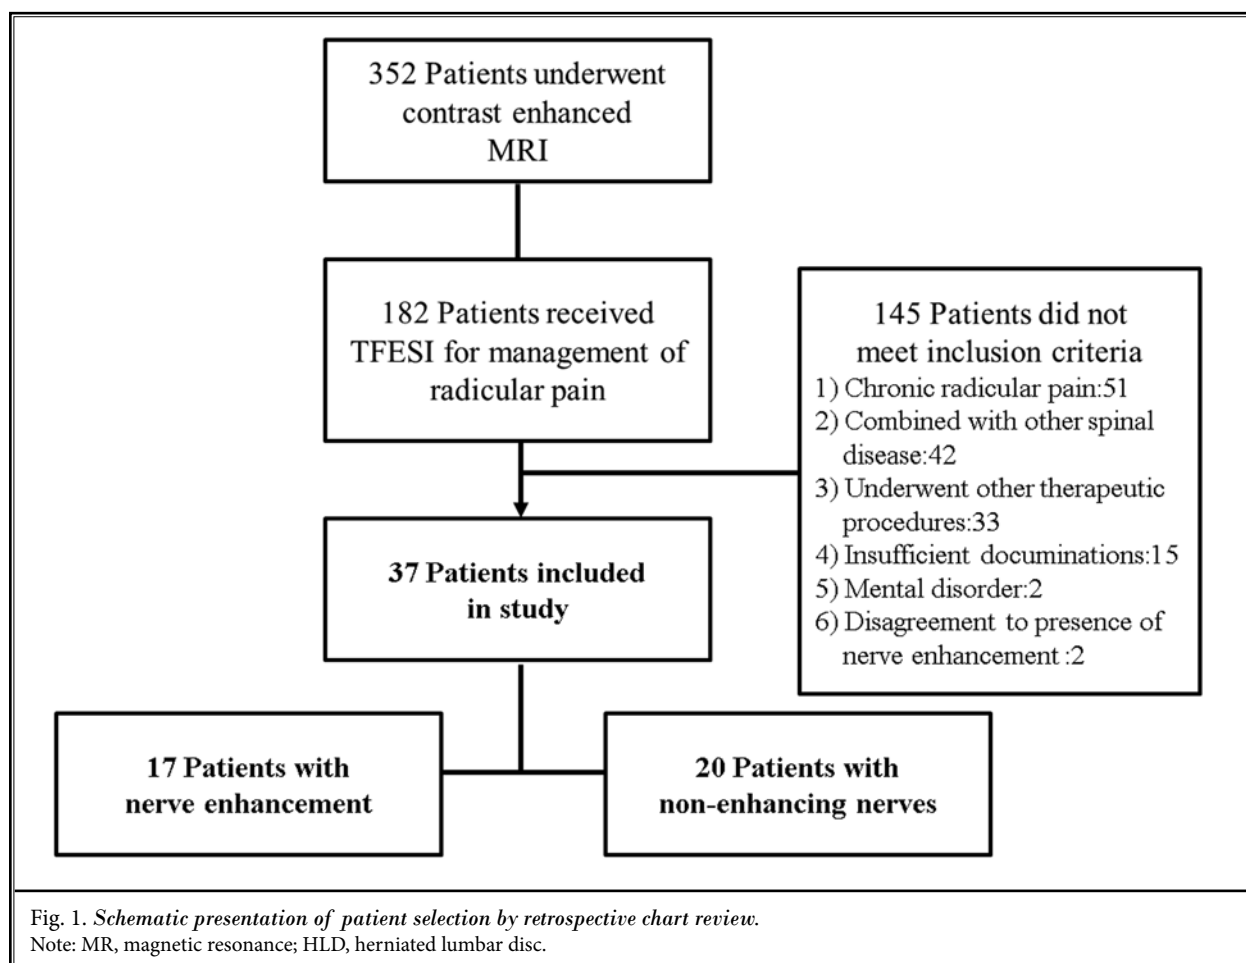 352 Patients underwent
contrast enhanced
MRI
182 Patients received
TFESI for management of
radicular pain
145 Patients did not
meet inclusion criteria
1) Chronic radicular pain:51
2) Combined with other spinal
disease:42
3) Underwent other therapeutic
procedures:33
4) Insufficient documinations:15
5) Mental disorder:2
6) Disagreement to presence of
nerve enhancement :2
37 Patients included
in study
17 Patients with
nerve enhancement
20 Patients with
non-enhancing nerves
Fig. 1. Schematic presentation of patient selection by retrospective chart review.
Note: MR, magnetic resonance; HLD, herniated lumbar disc.